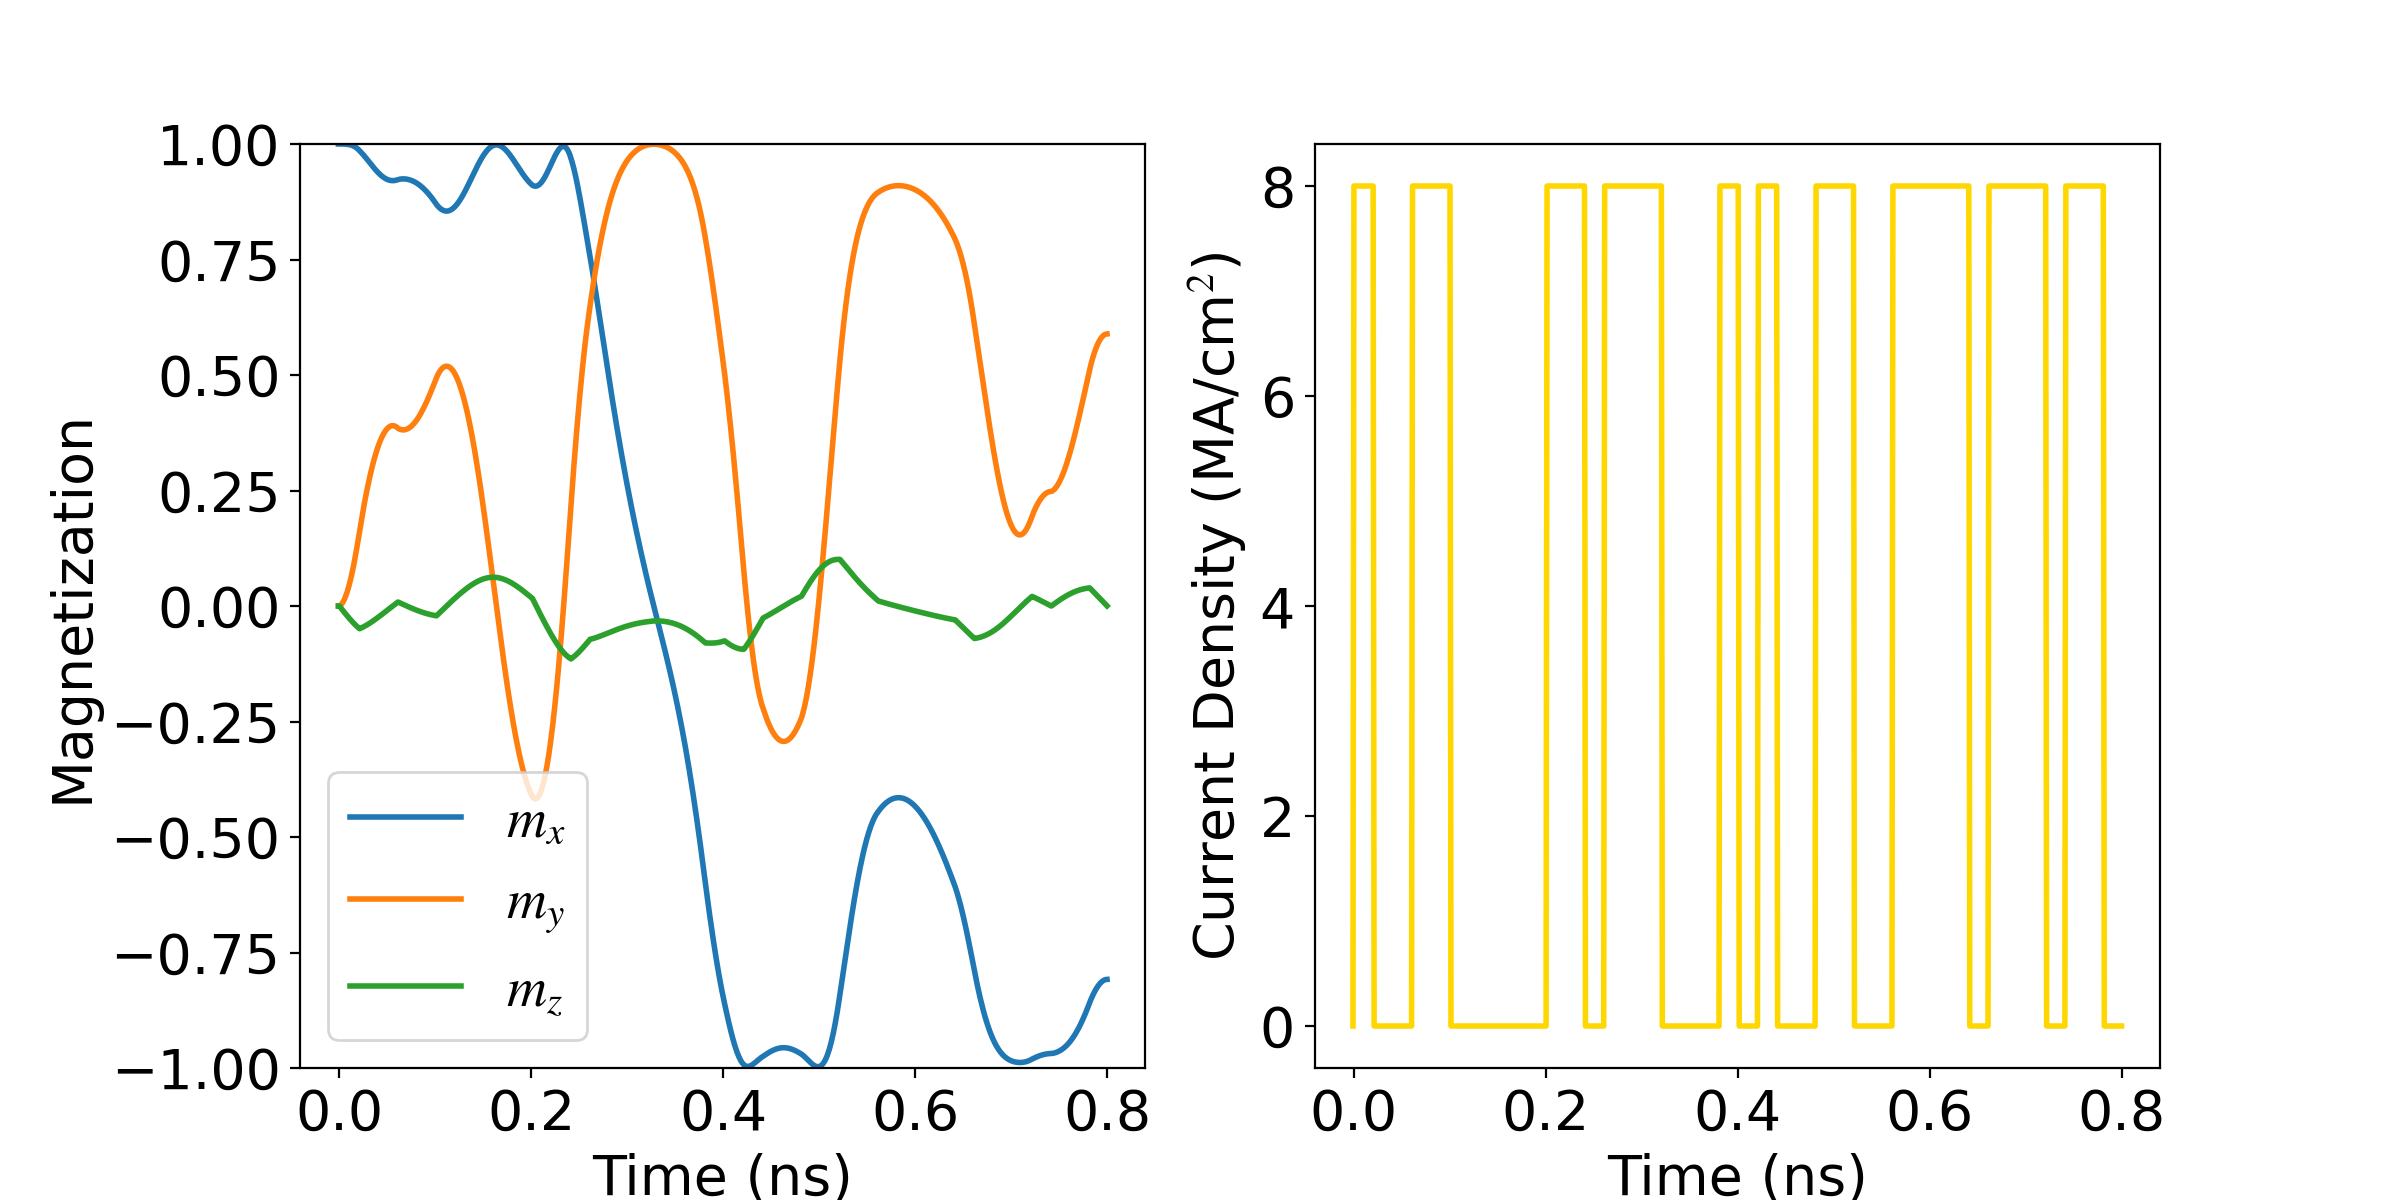 1.00
0.75
0.50
0.25
0.00
−0.25
−0.50
−0.75
−1.00
Magnetization
m_x
m_y
m_z
0.0 0.2 0.4 0.6 0.8
Time (ns)
8
6
4
2
0
Current Density (MA/cm²)
0.0 0.2 0.4 0.6 0.8
Time (ns)